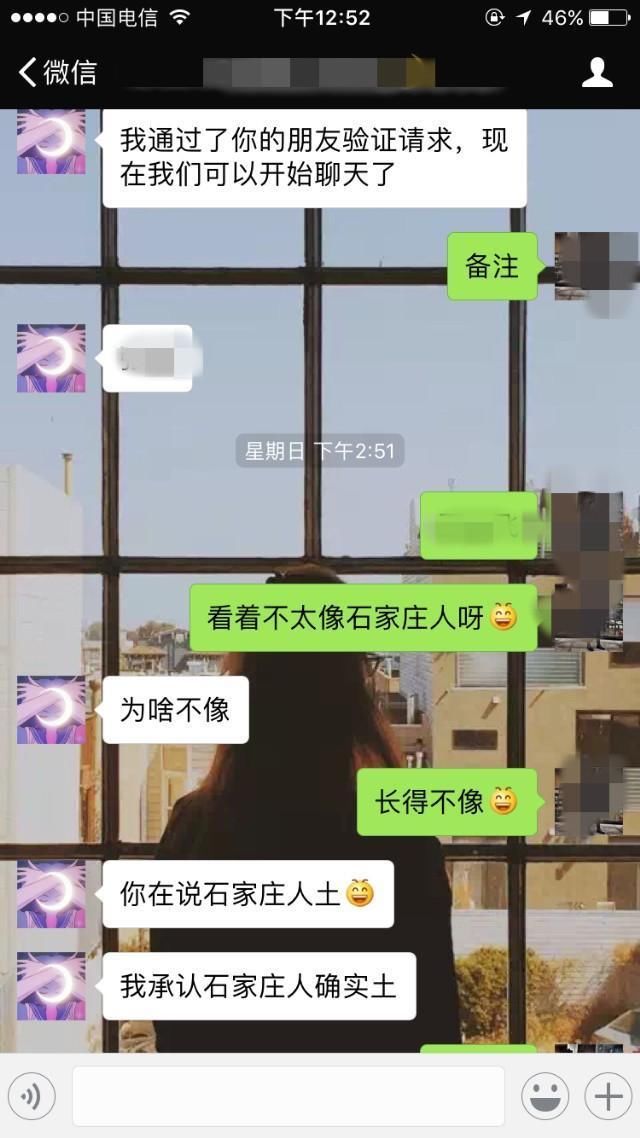 中国电信 下午12:52 46%
微信
我通过了你的朋友验证请求，现
在我们可以开始聊天了
备注
星期日 下午2:51
看着不太像石家庄人呀
为啥不像
长得不像
你在说石家庄人土
我承认石家庄人确实土